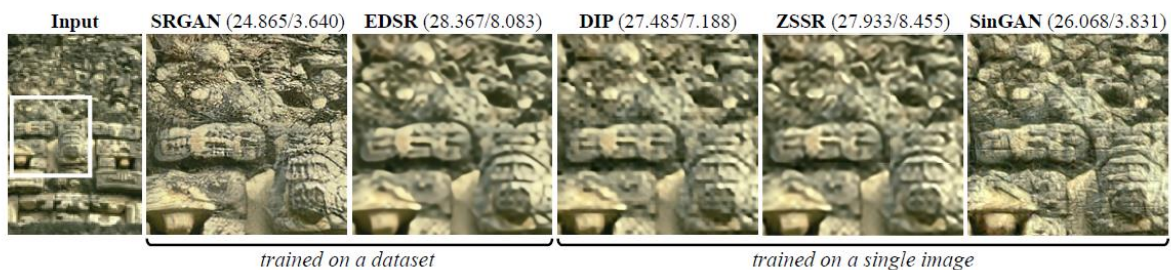 Input SRGAN (24.865/3.640) EDSR (28.367/8.083) DIP (27.485/7.188) ZSSR (27.933/8.455) SinGAN (26.068/3.831)
trained on a dataset trained on a single image